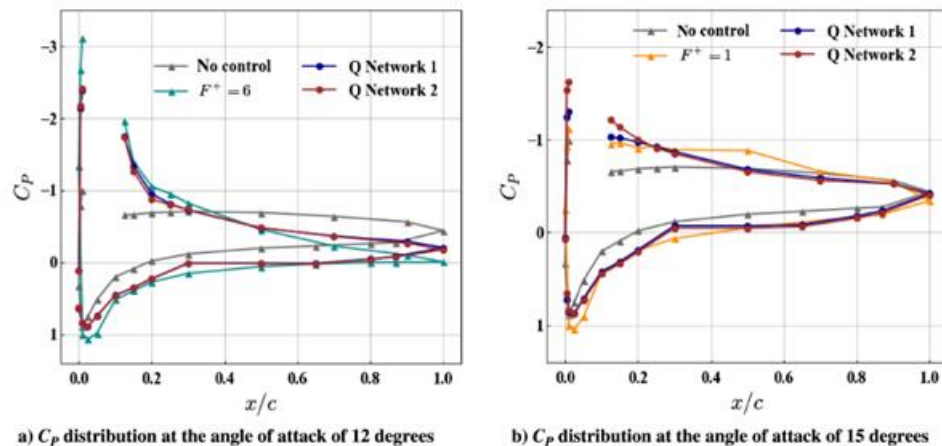 a)
b)
-3
-2
-1
0
1
C_P
0.0 0.2 0.4 0.6 0.8 1.0
x/c
No control
F⁺ = 6
Q Network 1
Q Network 2
a) C_P distribution at the angle of attack of 12 degrees
-2
-1
0
1
C_P
0.0 0.2 0.4 0.6 0.8 1.0
x/c
No control
F⁺ = 1
Q Network 1
Q Network 2
b) C_P distribution at the angle of attack of 15 degrees